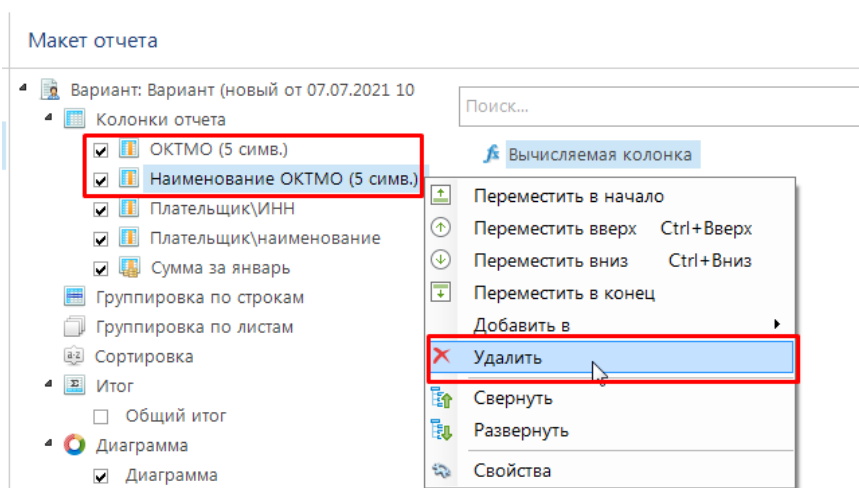 Макет отчета
Вариант: Вариант (новый от 07.07.2021 10
Поиск...
Колонки отчета
ОКТМО (5 симв.)
fx Вычисляемая колонка
Наименование ОКТМО (5 симв.)
Переместить в начало
Плательщик\ИНН
Переместить вверх Ctrl+Вверх
Плательщик\наименование
Переместить вниз Ctrl+Вниз
Сумма за январь
Переместить в конец
Группировка по строкам
Добавить в
Группировка по листам
Удалить
a-z Сортировка
Σ Итог
Свернуть
Общий итог
Развернуть
Диаграмма
Диаграмма
Свойства